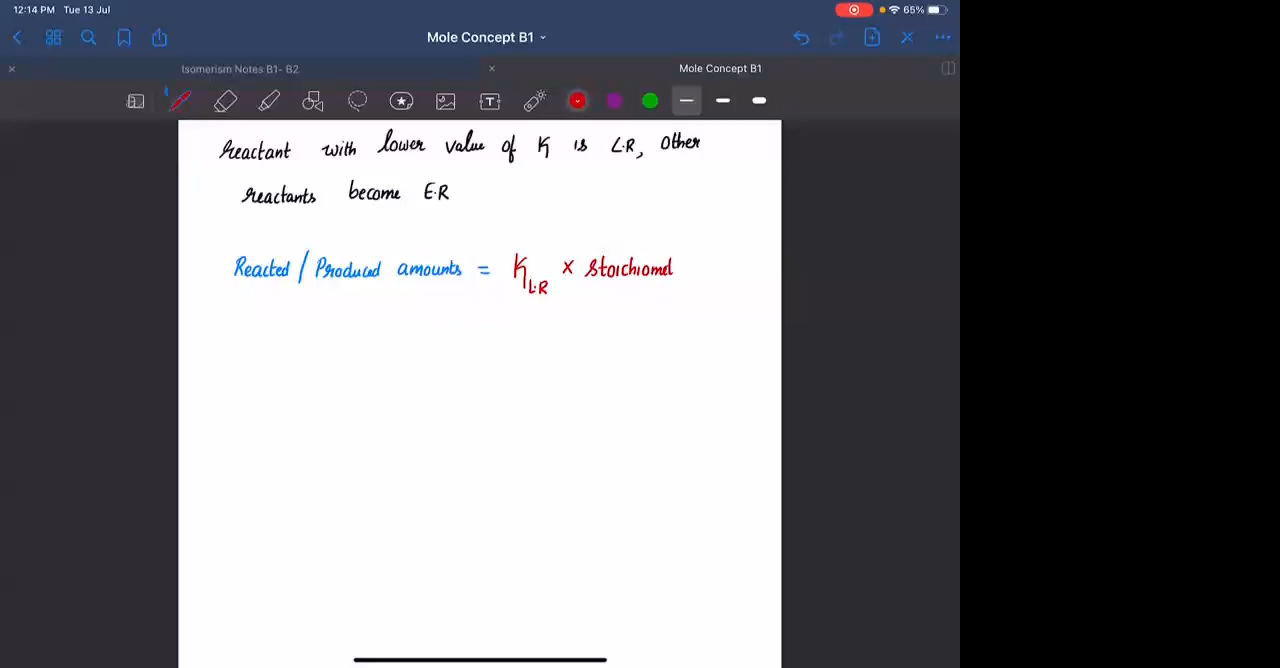 12:14 PM Tue 13 Jul
65%
Mole Concept B1
Isomerism Notes B1- B2
Mole Concept B1
reactant with lower value of K is L.R, other
reactants become E.R
Reacted / Produced amounts = K L.R × stoichiomet